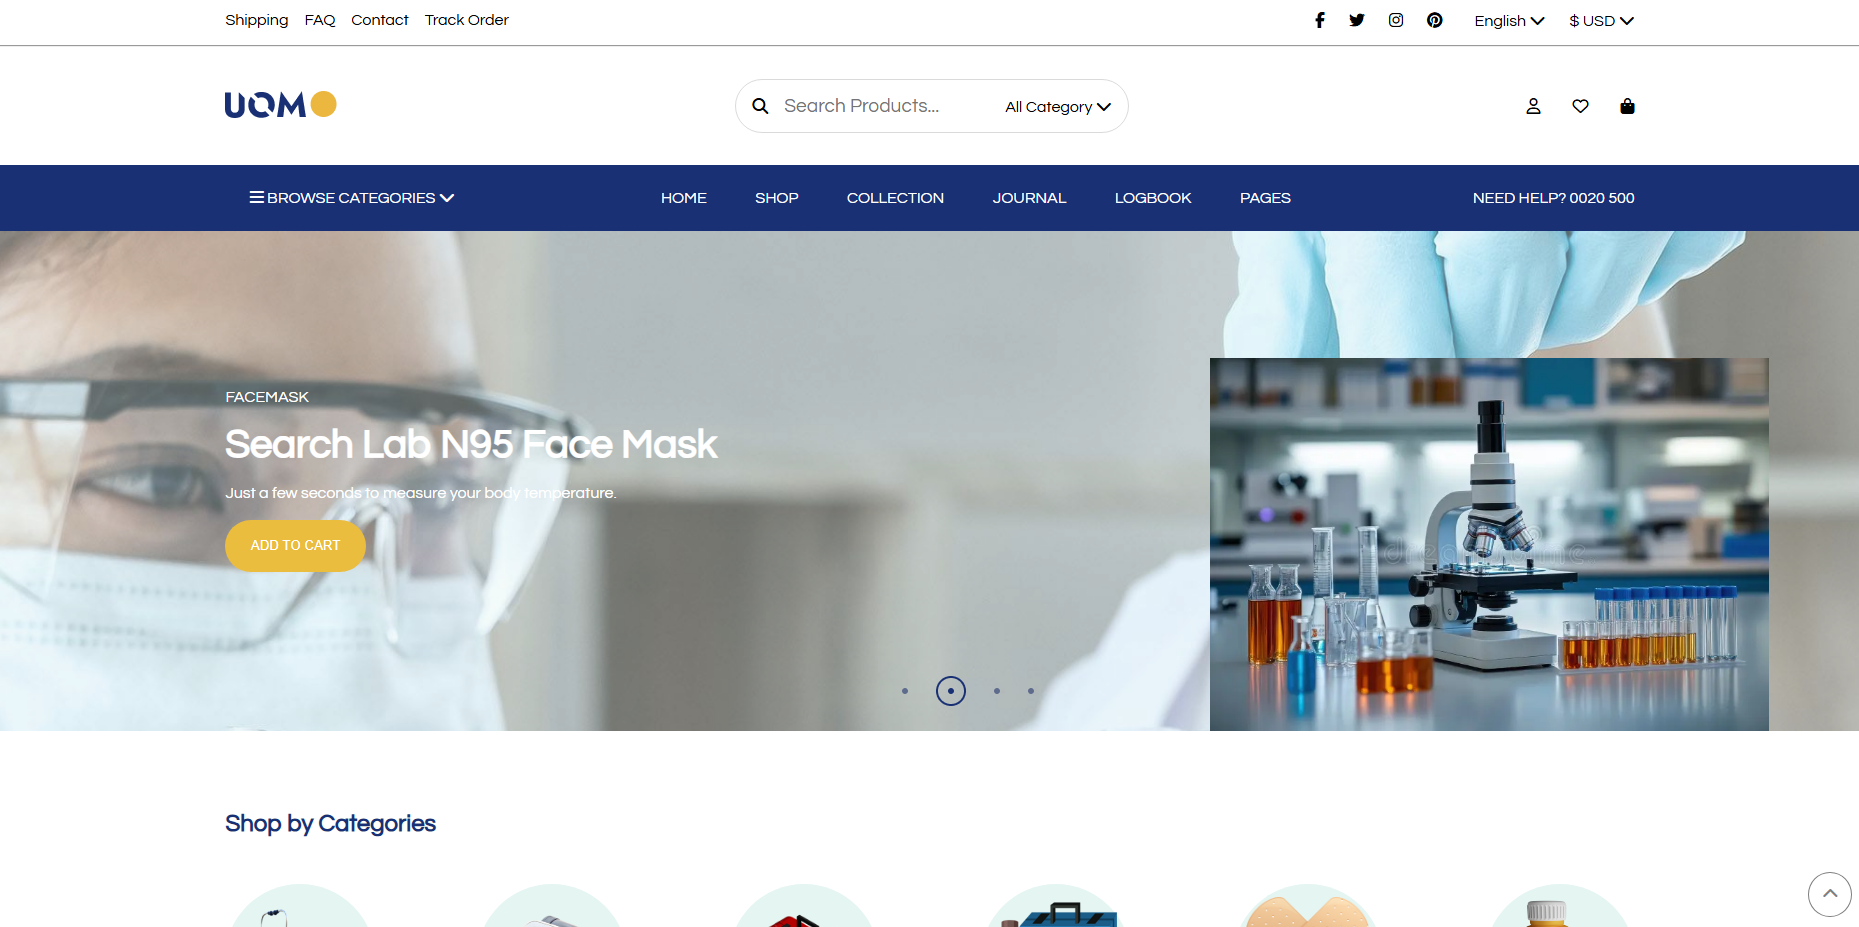 Shipping FAQ Contact Track Order English $ USD
UOMO
Search Products... All Category
BROWSE CATEGORIES HOME SHOP COLLECTION JOURNAL LOGBOOK PAGES NEED HELP? 0020 500
FACEMASK
Search Lab N95 Face Mask
Just a few seconds to measure your body temperature.
ADD TO CART
Shop by Categories